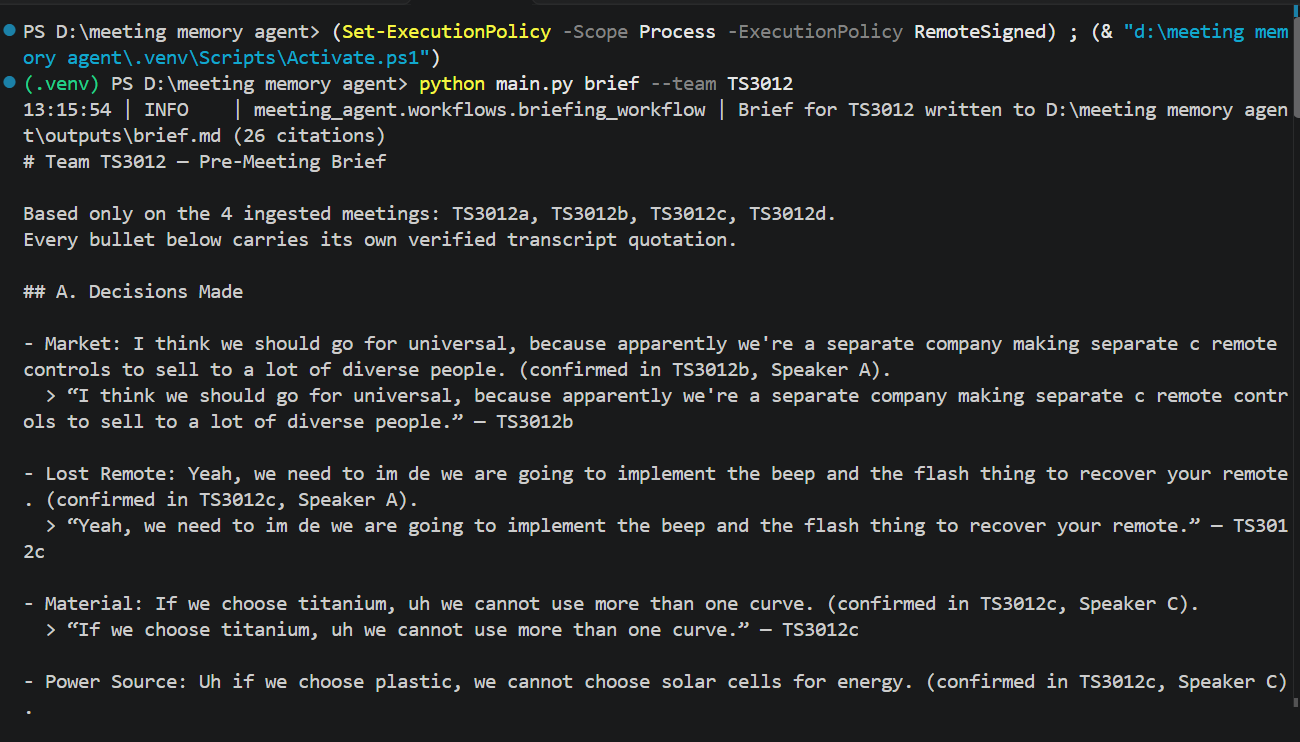 PS D:\meeting memory agent> (Set-ExecutionPolicy -Scope Process -ExecutionPolicy RemoteSigned) ; (& "d:\meeting mem
ory agent\.venv\Scripts\Activate.ps1")
(.venv) PS D:\meeting memory agent> python main.py brief --team TS3012
13:15:54 | INFO    | meeting_agent.workflows.briefing_workflow | Brief for TS3012 written to D:\meeting memory agen
t\outputs\brief.md (26 citations)
# Team TS3012 — Pre-Meeting Brief
Based only on the 4 ingested meetings: TS3012a, TS3012b, TS3012c, TS3012d.
Every bullet below carries its own verified transcript quotation.
## A. Decisions Made
- Market: I think we should go for universal, because apparently we're a separate company making separate c remote
controls to sell to a lot of diverse people. (confirmed in TS3012b, Speaker A).
> “I think we should go for universal, because apparently we're a separate company making separate c remote contr
ols to sell to a lot of diverse people.” — TS3012b
- Lost Remote: Yeah, we need to im de we are going to implement the beep and the flash thing to recover your remote
. (confirmed in TS3012c, Speaker A).
> “Yeah, we need to im de we are going to implement the beep and the flash thing to recover your remote.” — TS301
2c
- Material: If we choose titanium, uh we cannot use more than one curve. (confirmed in TS3012c, Speaker C).
> “If we choose titanium, uh we cannot use more than one curve.” — TS3012c
- Power Source: Uh if we choose plastic, we cannot choose solar cells for energy. (confirmed in TS3012c, Speaker C)
.